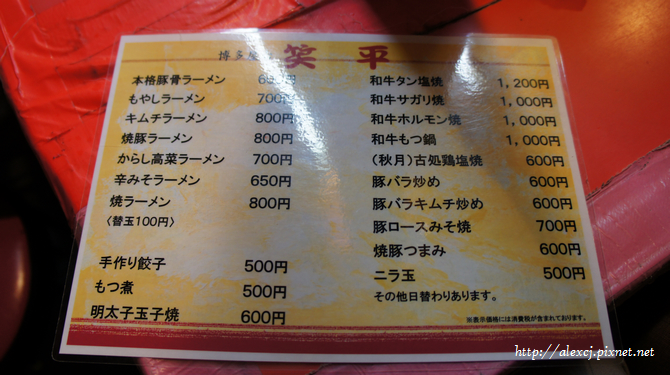 博多屋 笑平
本格豚骨ラーメン
もやしラーメン 700円
キムチラーメン 800円
焼豚ラーメン 800円
からし高菜ラーメン 700円
辛みそラーメン 650円
焼ラーメン 800円
〈替玉100円〉
手作り餃子 500円
もつ煮 500円
明太子玉子焼 600円
和牛タン塩焼 1,200円
和牛サガリ焼 1,000円
和牛ホルモン焼 1,000円
和牛もつ鍋 1,000円
(秋月)古処鶏塩焼 600円
豚バラ炒め 600円
豚バラキムチ炒め 600円
豚ロースみそ焼 700円
焼豚つまみ 600円
ニラ玉 500円
その他日替わりあります。
※表示価格には消費税が含まれております。
http://alexcj.pixnet.net